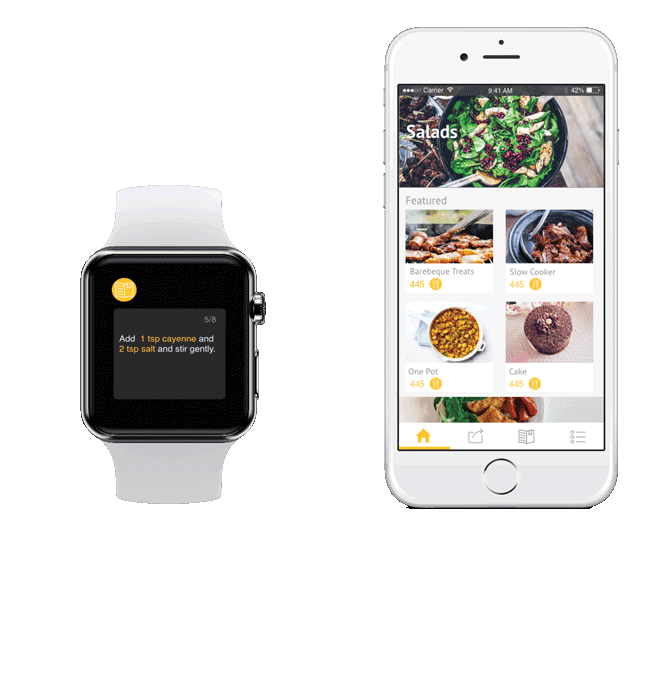 5/8
Add 1 tsp cayenne and
2 tsp salt and stir gently.
Carrier 9:41 AM 42%
Salads
Featured
Barebeque Treats
Slow Cooker
445
445
One Pot
Cake
445
445